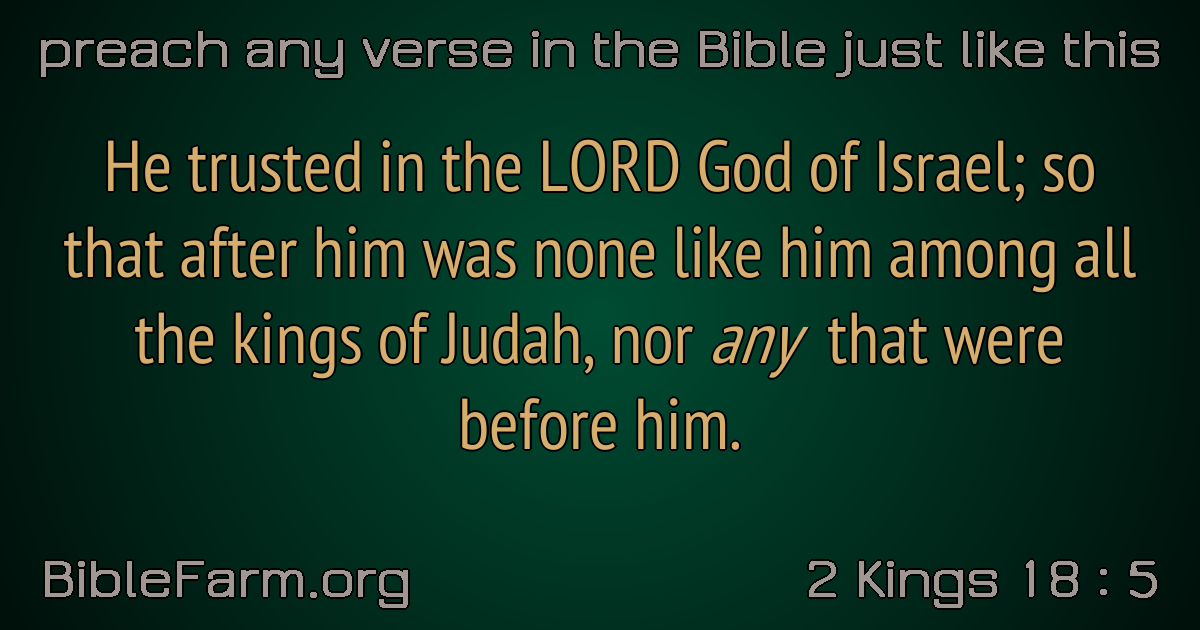 preach any verse in the Bible just like this
He trusted in the LORD God of Israel; so
that after him was none like him among all
the kings of Judah, nor any that were
before him.
BibleFarm.org
2 Kings 18 : 5